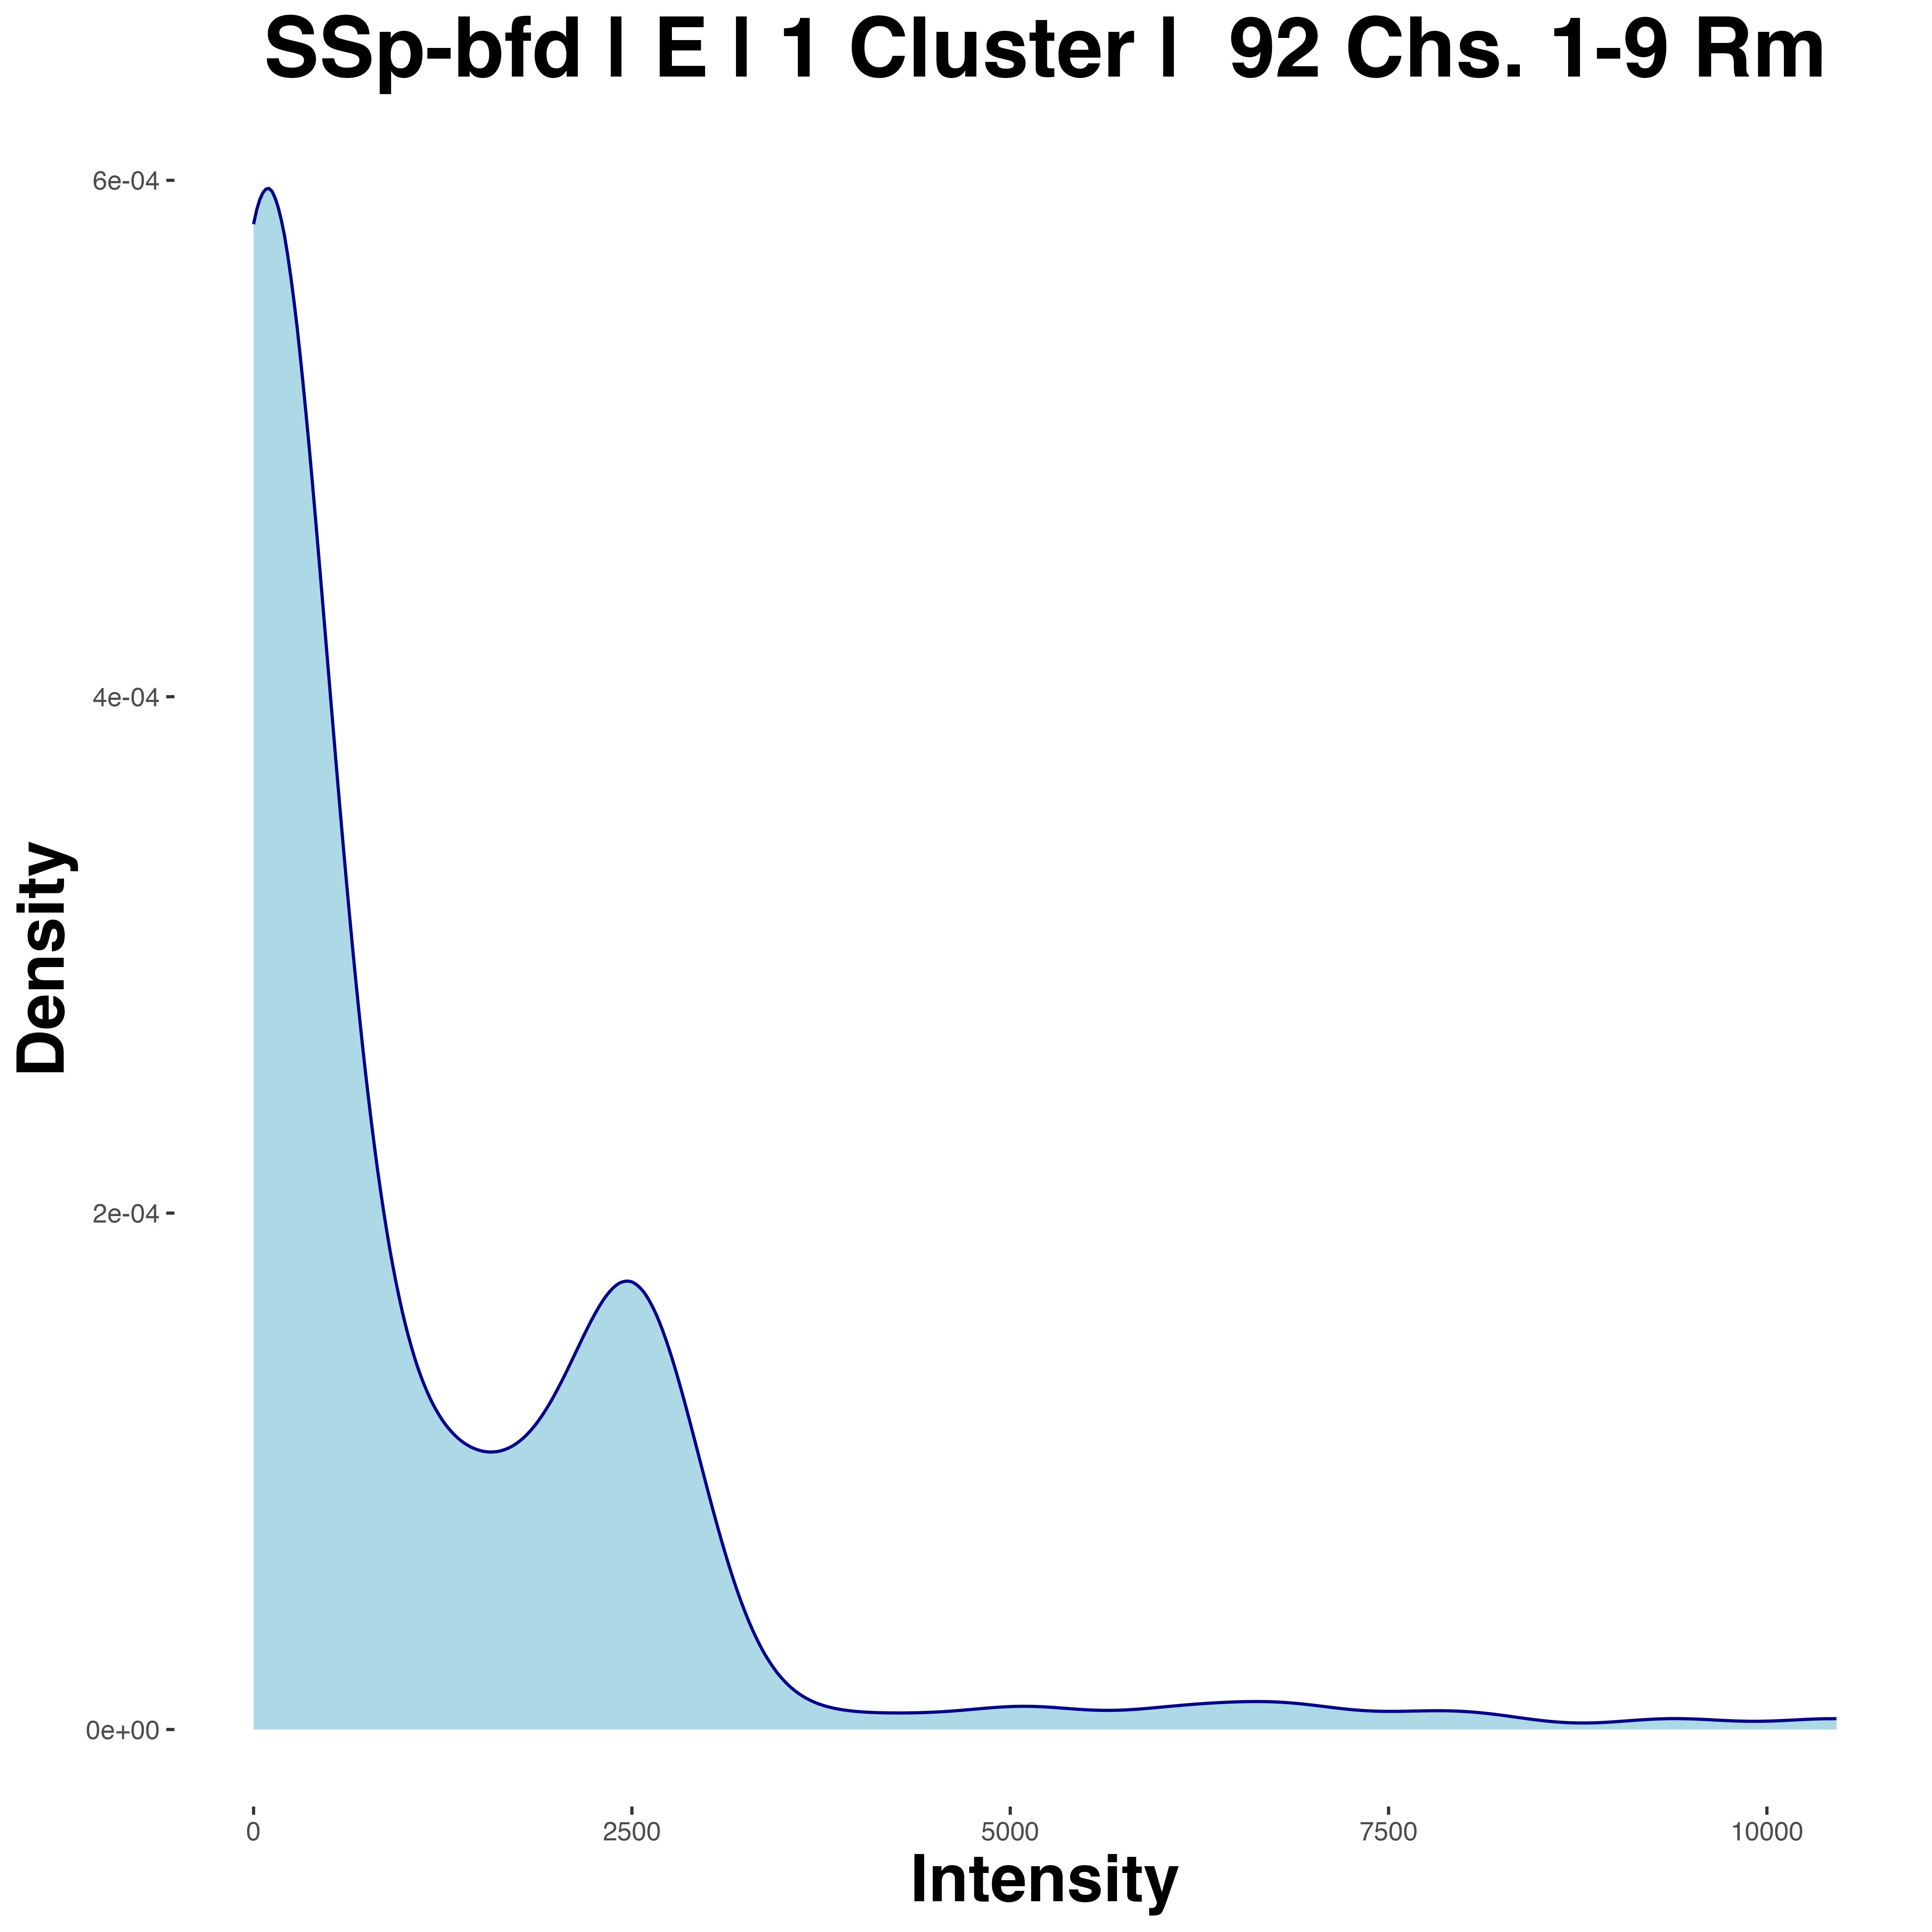 SSp-bfd | E | 1 Cluster | 92 Chs. 1-9 Rm
6e-04
4e-04
2e-04
0e+00
Density
0 2500 5000 7500 10000
Intensity